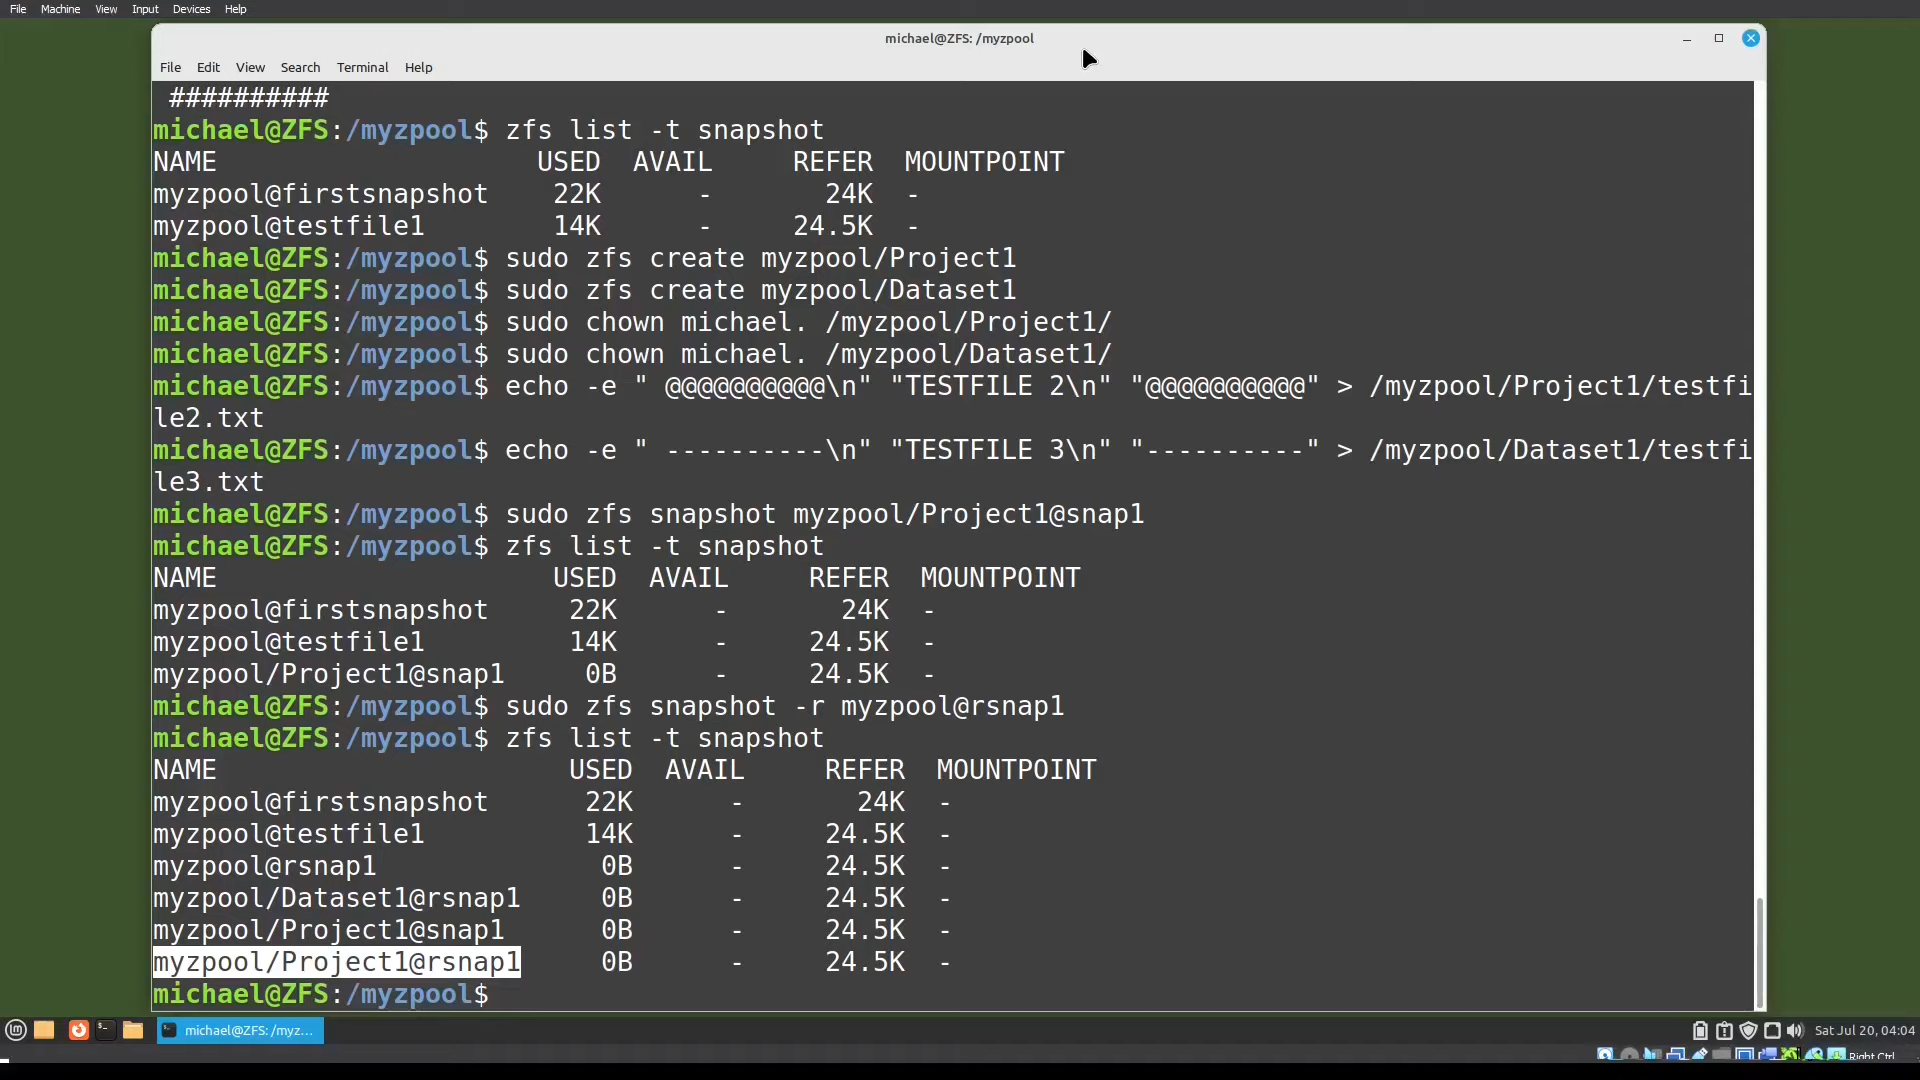 File Machine View Input Devices Help
michael@ZFS: /myzpool
File Edit View Search Terminal Help
##########
michael@ZFS:/myzpool$ zfs list -t snapshot
NAME USED AVAIL REFER MOUNTPOINT
myzpool@firstsnapshot 22K - 24K -
myzpool@testfile1 14K - 24.5K -
michael@ZFS:/myzpool$ sudo zfs create myzpool/Project1
michael@ZFS:/myzpool$ sudo zfs create myzpool/Dataset1
michael@ZFS:/myzpool$ sudo chown michael. /myzpool/Project1/
michael@ZFS:/myzpool$ sudo chown michael. /myzpool/Dataset1/
michael@ZFS:/myzpool$ echo -e " @@@@@@@@@@\n" "TESTFILE 2\n" "@@@@@@@@@@" > /myzpool/Project1/testfi
le2.txt
michael@ZFS:/myzpool$ echo -e " ----------\n" "TESTFILE 3\n" "----------" > /myzpool/Dataset1/testfi
le3.txt
michael@ZFS:/myzpool$ sudo zfs snapshot myzpool/Project1@snap1
michael@ZFS:/myzpool$ zfs list -t snapshot
NAME USED AVAIL REFER MOUNTPOINT
myzpool@firstsnapshot 22K - 24K -
myzpool@testfile1 14K - 24.5K -
myzpool/Project1@snap1 0B - 24.5K -
michael@ZFS:/myzpool$ sudo zfs snapshot -r myzpool@rsnap1
michael@ZFS:/myzpool$ zfs list -t snapshot
NAME USED AVAIL REFER MOUNTPOINT
myzpool@firstsnapshot 22K - 24K -
myzpool@testfile1 14K - 24.5K -
myzpool@rsnap1 0B - 24.5K -
myzpool/Dataset1@rsnap1 0B - 24.5K -
myzpool/Project1@snap1 0B - 24.5K -
myzpool/Project1@rsnap1 0B - 24.5K -
michael@ZFS:/myzpool$
michael@ZFS: /myz...
Sat Jul 20, 04:04
Right Ctrl